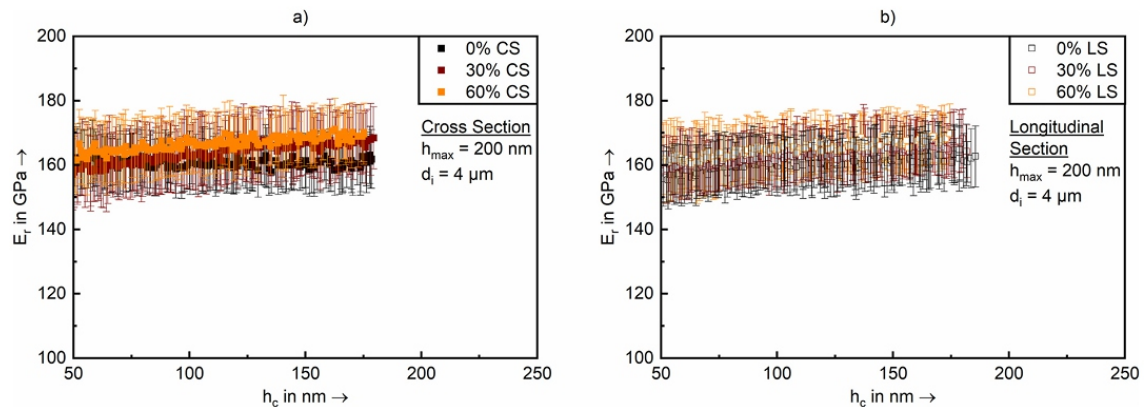 a)
200
180
160
140
120
100
E_r in GPa →
50
100
150
200
250
h_c in nm →
0% CS
30% CS
60% CS
Cross Section
h_max = 200 nm
d_i = 4 µm
b)
200
180
160
140
120
100
E_r in GPa →
50
100
150
200
250
h_c in nm →
0% LS
30% LS
60% LS
Longitudinal
Section
h_max = 200 nm
d_i = 4 µm